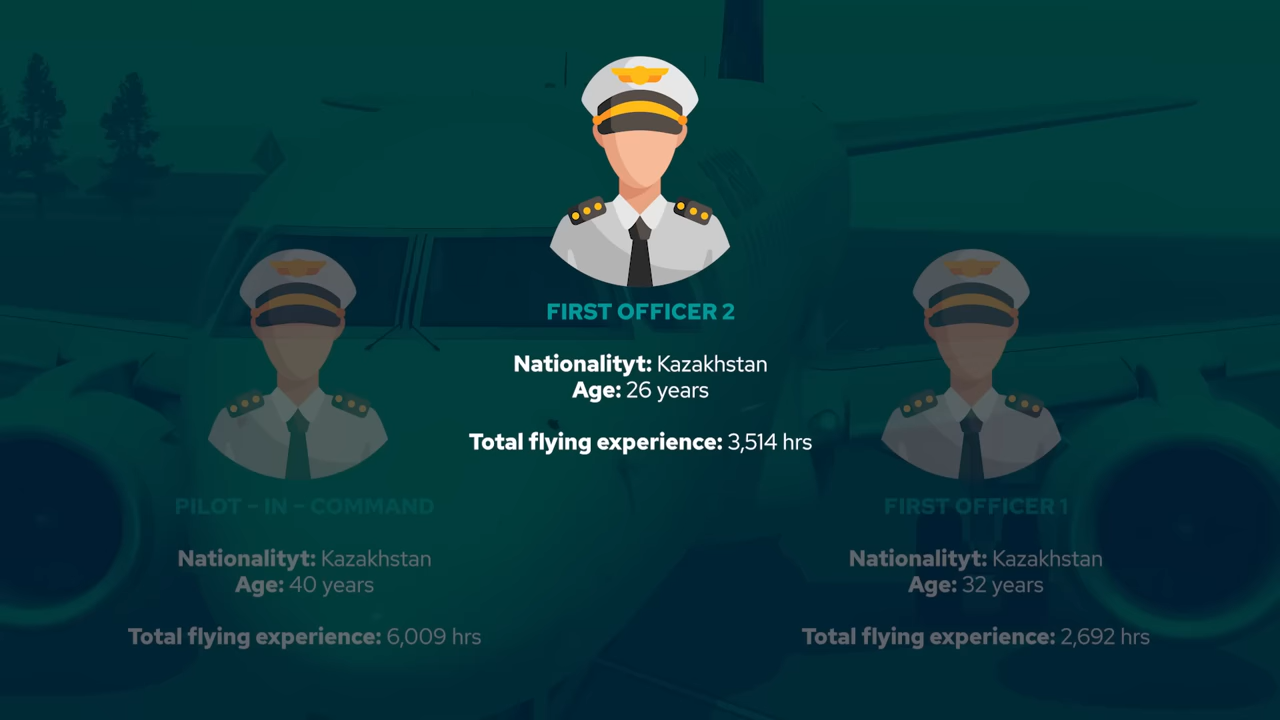 FIRST OFFICER 2
Nationalityt: Kazakhstan
Age: 26 years
Total flying experience: 3,514 hrs
PILOT – IN – COMMAND
Nationalityt: Kazakhstan
Age: 40 years
Total flying experience: 6,009 hrs
FIRST OFFICER 1
Nationalityt: Kazakhstan
Age: 32 years
Total flying experience: 2,692 hrs